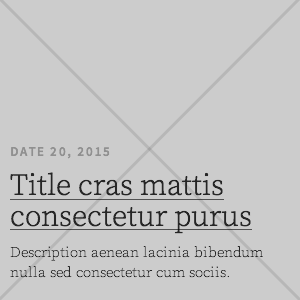 DATE 20, 2015
Title cras mattis
consectetur purus
Description aenean lacinia bibendum
nulla sed consectetur cum sociis.